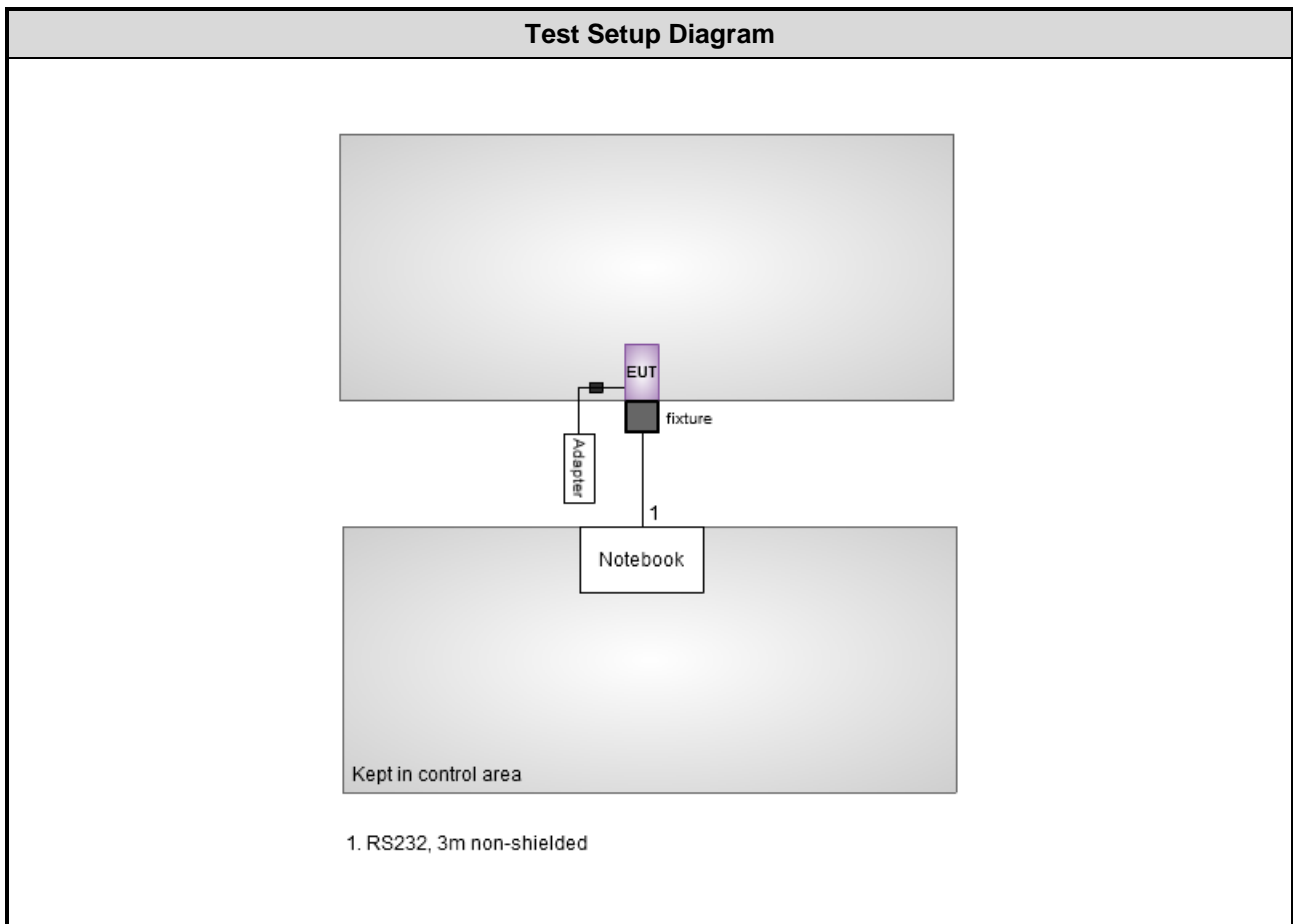 Test Setup Diagram
EUT
fixture
Adapter
1
Notebook
Kept in control area
1. RS232, 3m non-shielded